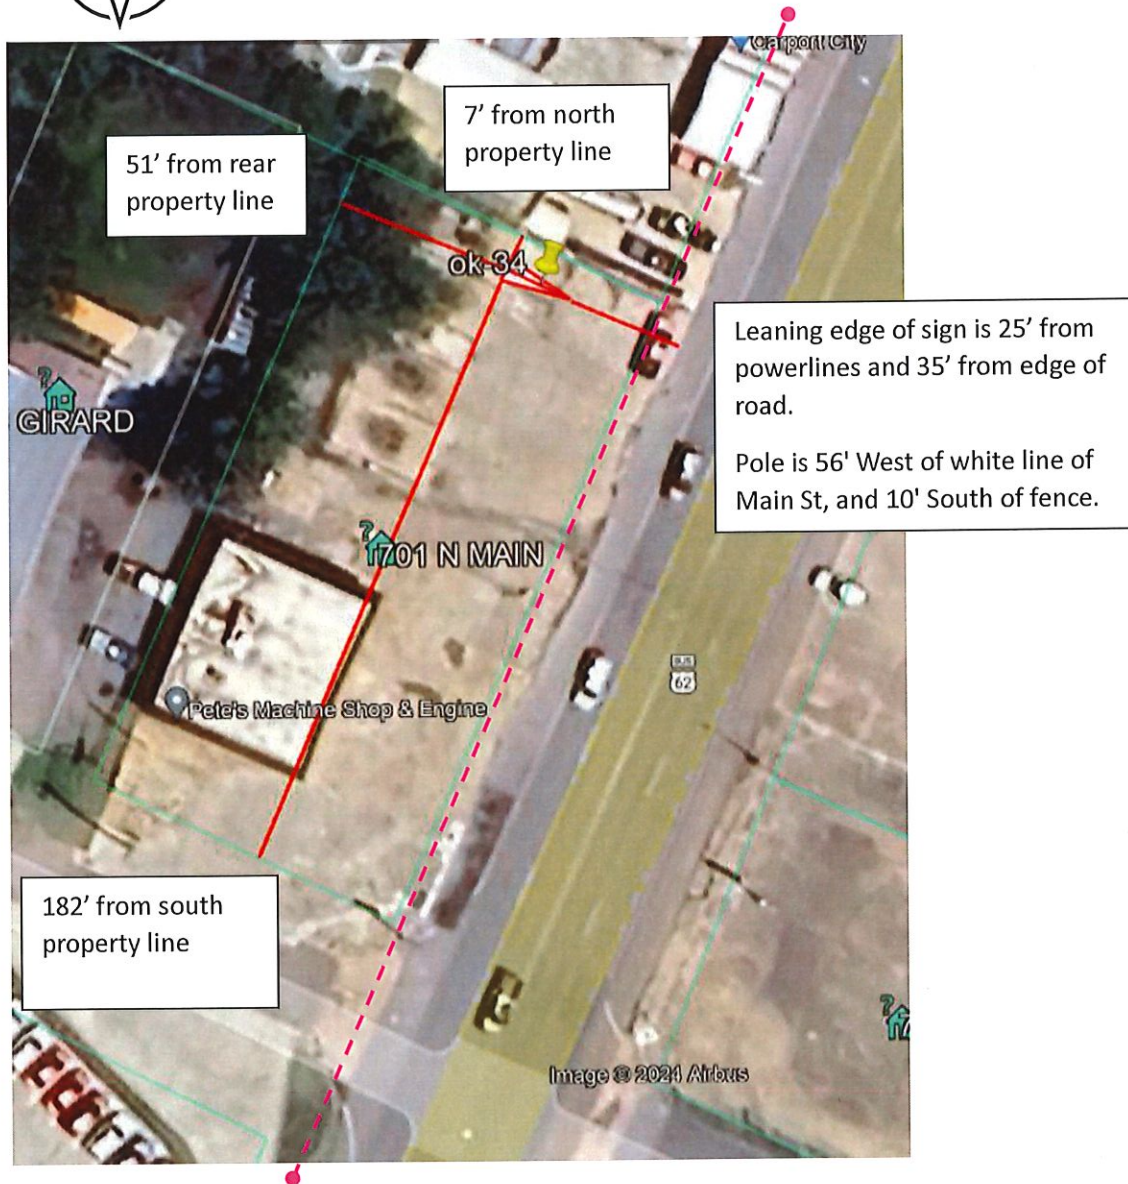 Carport City
7’ from north
property line
51’ from rear
property line
ok-34
Leaning edge of sign is 25’ from
powerlines and 35’ from edge of
road.
Pole is 56' West of white line of
Main St, and 10' South of fence.
?
GIRARD
?
701 N MAIN
BUS
62
Pete's Machine Shop & Engine
182’ from south
property line
?
Image © 2024 Airbus